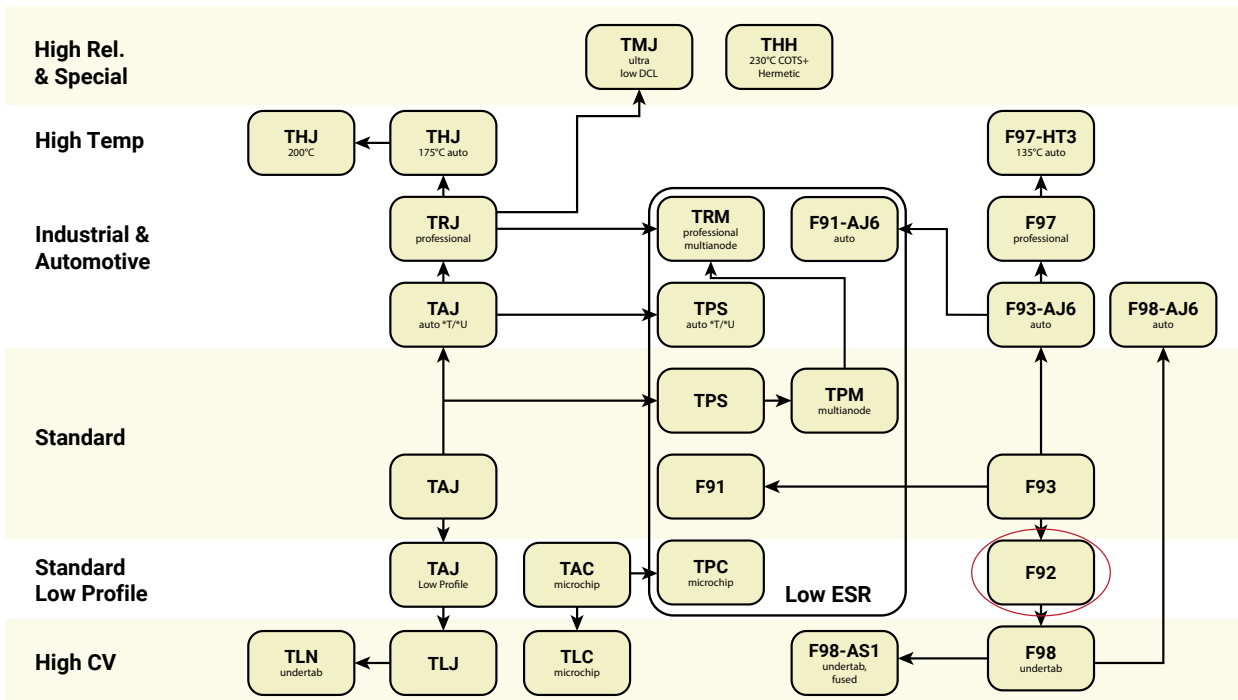 High Rel.
& Special
TMJ
ultra
low DCL
THH
230°C COTS+
Hermetic
High Temp
THJ
200°C
THJ
175°C auto
F97-HT3
135°C auto
Industrial &
Automotive
TRJ
professional
TRM
professional
multianode
F91-AJ6
auto
F97
professional
TAJ
auto *T/*U
TPS
auto *T/*U
F93-AJ6
auto
F98-AJ6
auto
Standard
TPS
TPM
multianode
TAJ
F91
F93
Standard
Low Profile
TAJ
Low Profile
TAC
microchip
TPC
microchip
Low ESR
F92
High CV
TLN
undertab
TLJ
TLC
microchip
F98-AS1
undertab,
fused
F98
undertab